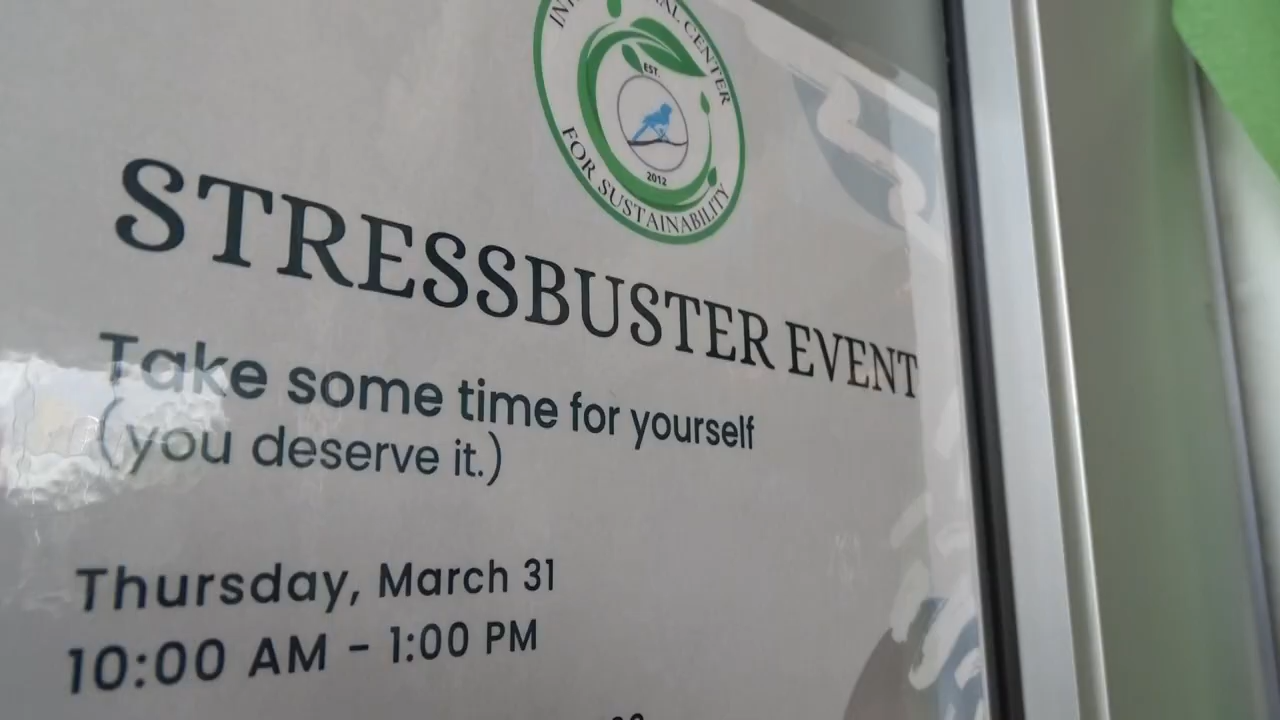 CENTER
EST.
2012
FOR SUSTAINABILITY
STRESSBUSTER EVENT
Take some time for yourself
(you deserve it.)
Thursday, March 31
10:00 AM - 1:00 PM